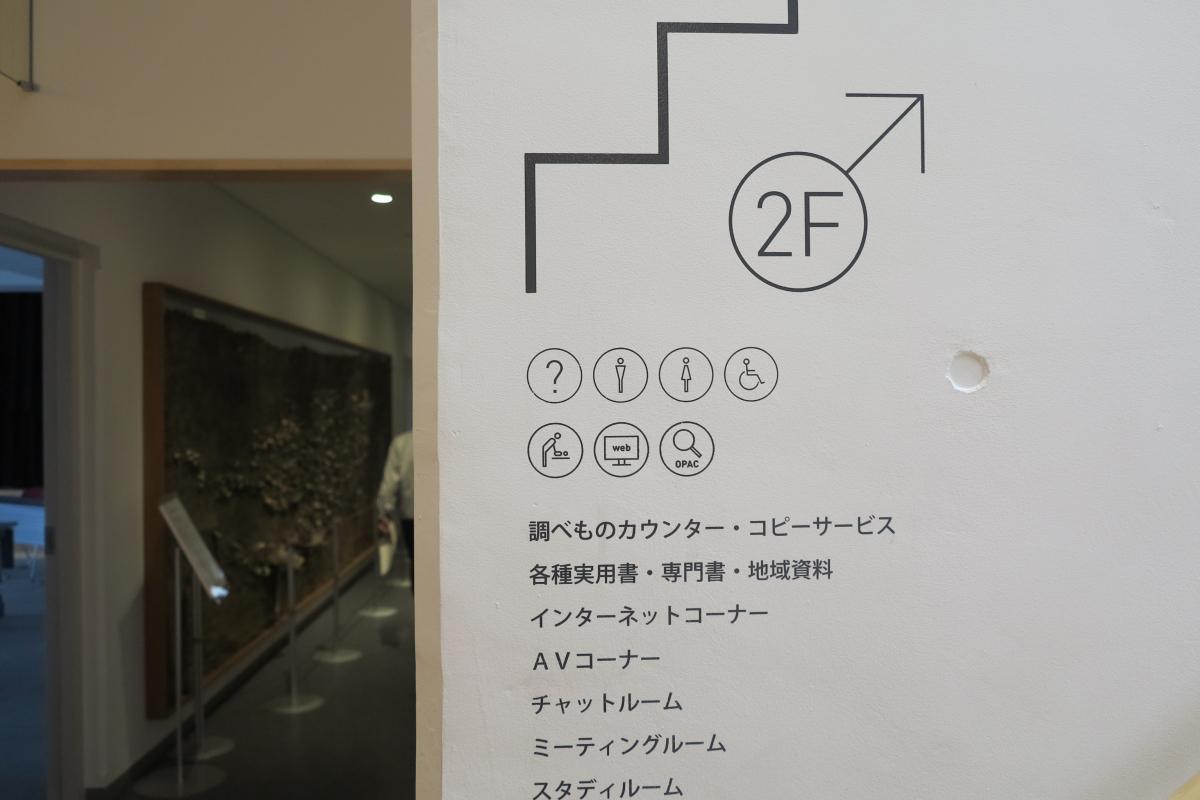 2F
?
web
OPAC
調べものカウンター・コピーサービス
各種実用書・専門書・地域資料
インターネットコーナー
AVコーナー
チャットルーム
ミーティングルーム
スタディルーム